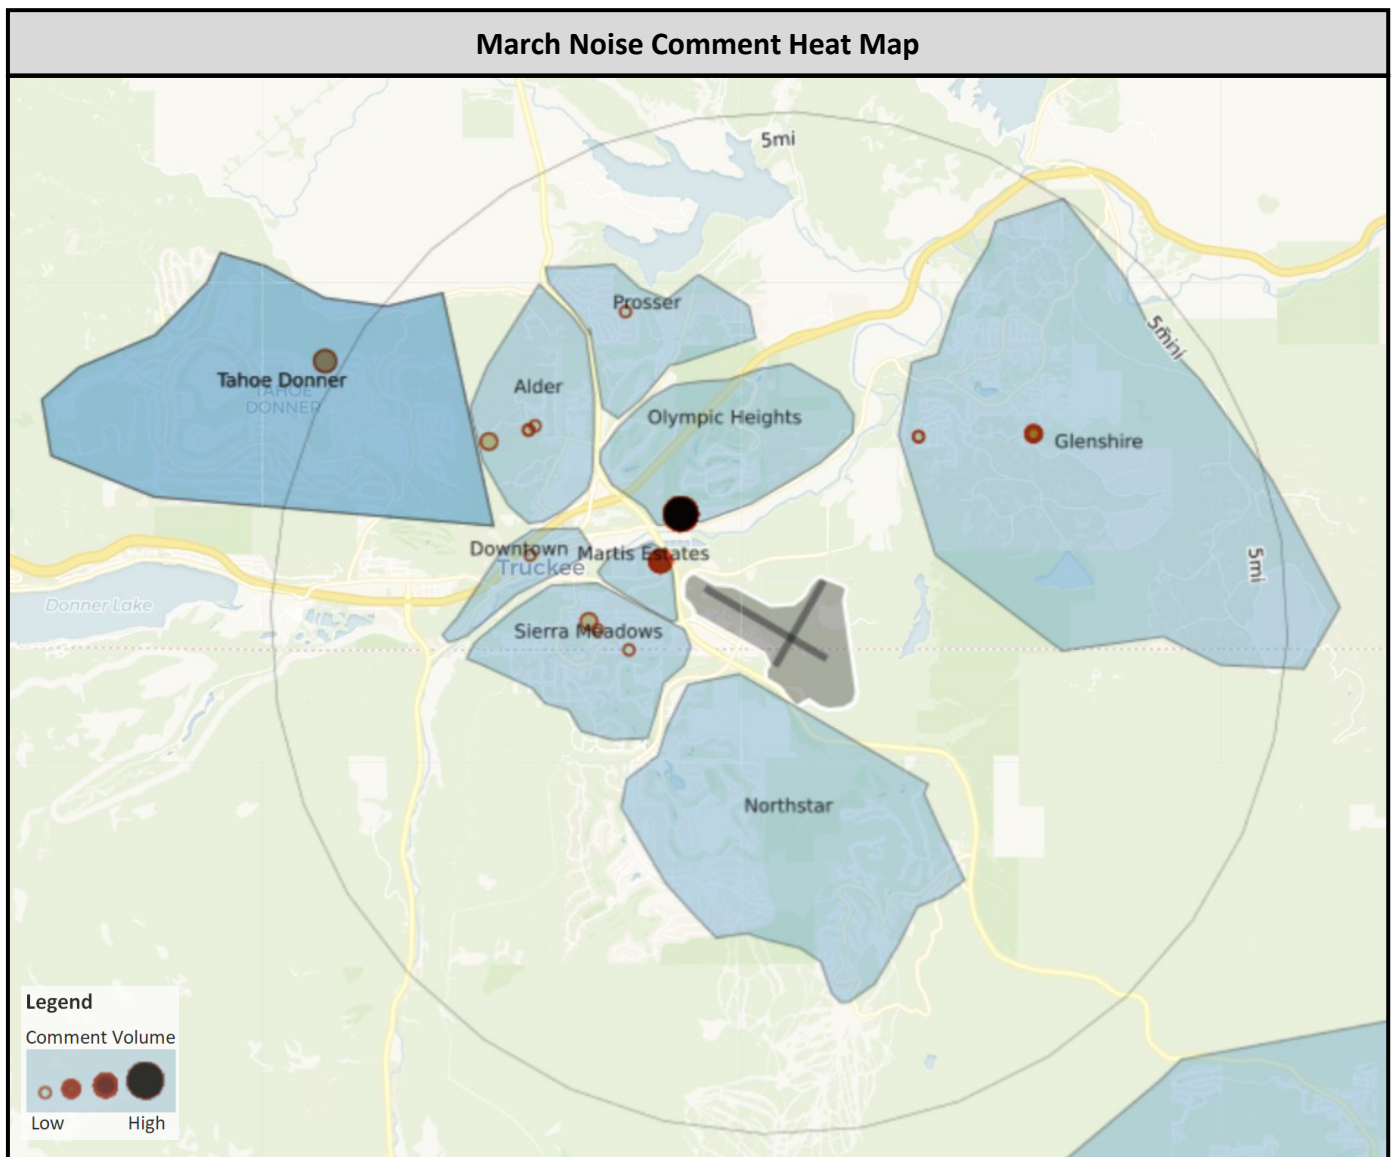 March Noise Comment Heat Map
5mi
Prosser
5mi
Tahoe Donner
TAHOE
DONNER
Alder
Olympic Heights
Glenshire
Downtown
Martis Estates
Truckee
5mi
Donner Lake
Sierra Meadows
Northstar
Legend
Comment Volume
Low
High